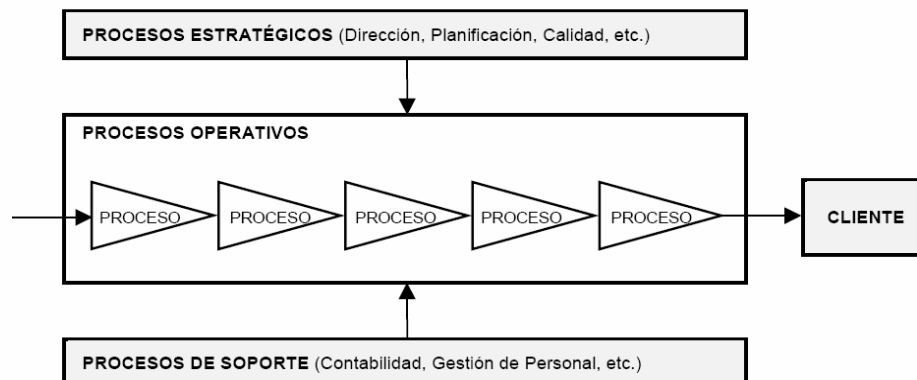 PROCESOS ESTRATÉGICOS (Dirección, Planificación, Calidad, etc.)
PROCESOS OPERATIVOS
PROCESO
PROCESO
PROCESO
PROCESO
PROCESO
CLIENTE
PROCESOS DE SOPORTE (Contabilidad, Gestión de Personal, etc.)